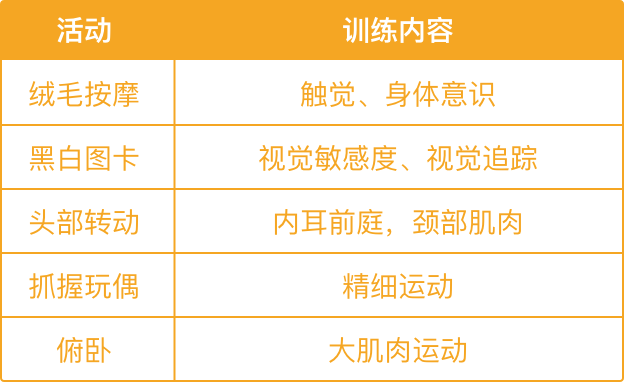 活动 训练内容
绒毛按摩 触觉、身体意识
黑白图卡 视觉敏感度、视觉追踪
头部转动 内耳前庭，颈部肌肉
抓握玩偶 精细运动
俯卧 大肌肉运动